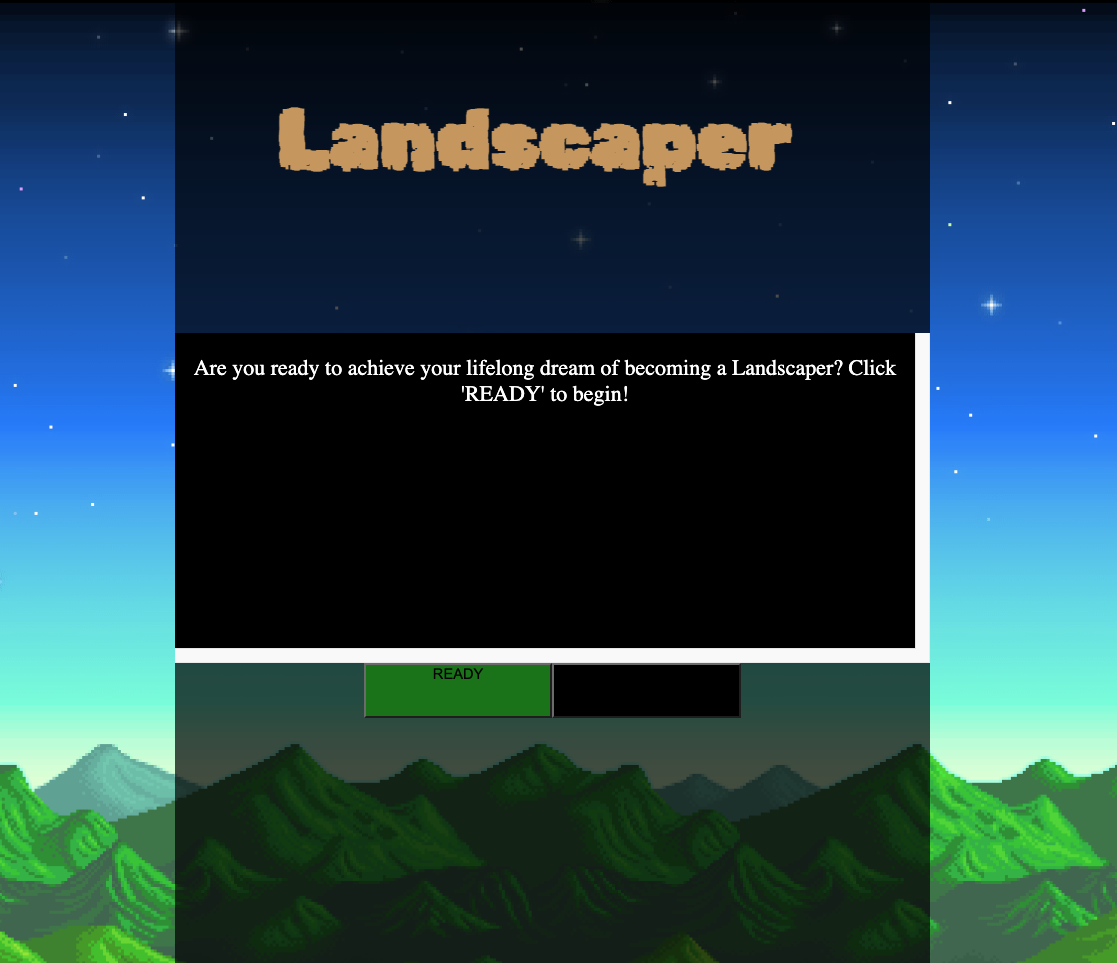 Landscaper
Are you ready to achieve your lifelong dream of becoming a Landscaper? Click
'READY' to begin!
READY